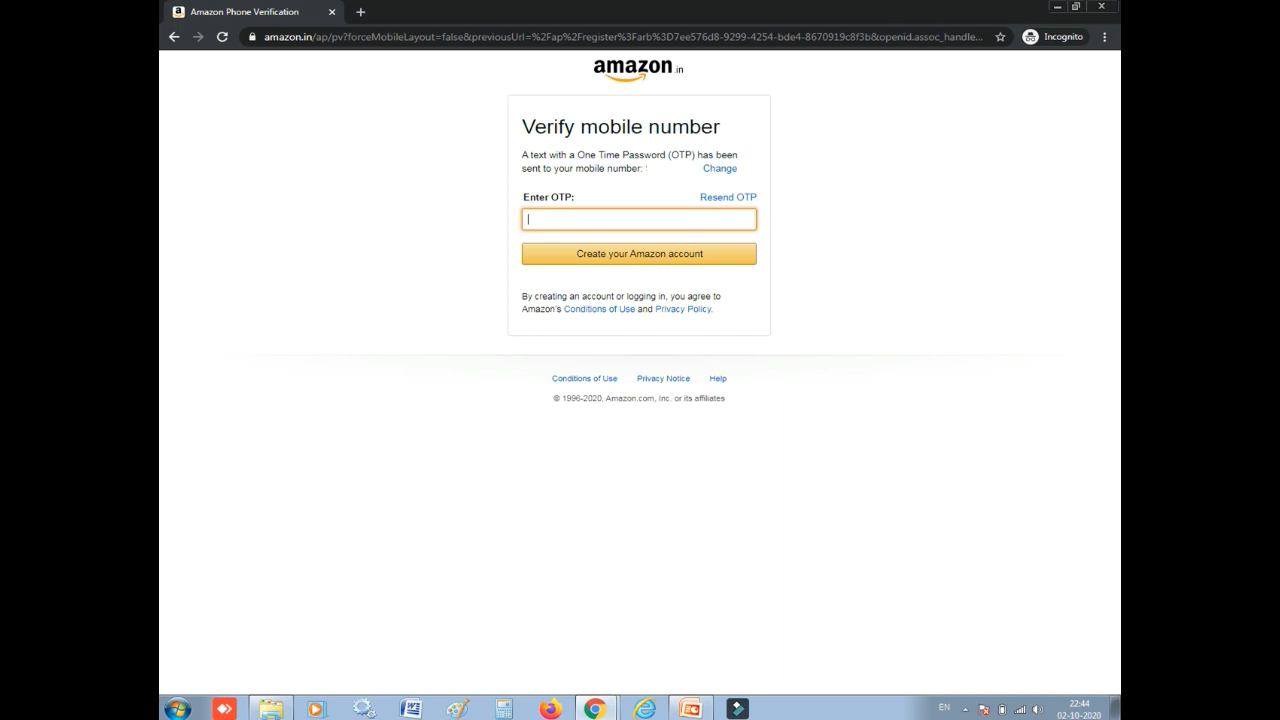 Amazon Phone Verification
amazon.in/ap/pv?forceMobileLayout=false&previousUrl=%2Fap%2Fregister%3Farb%3D7ee576d8-9299-4254-bde4-8670919c8f3b&openid.assoc_handle...
Incognito
amazon.in
Verify mobile number
A text with a One Time Password (OTP) has been
sent to your mobile number:
Change
Enter OTP:
Resend OTP
Create your Amazon account
By creating an account or logging in, you agree to
Amazon's Conditions of Use and Privacy Policy.
Conditions of Use
Privacy Notice
Help
© 1996-2020, Amazon.com, Inc. or its affiliates
EN
22:44
02-10-2020